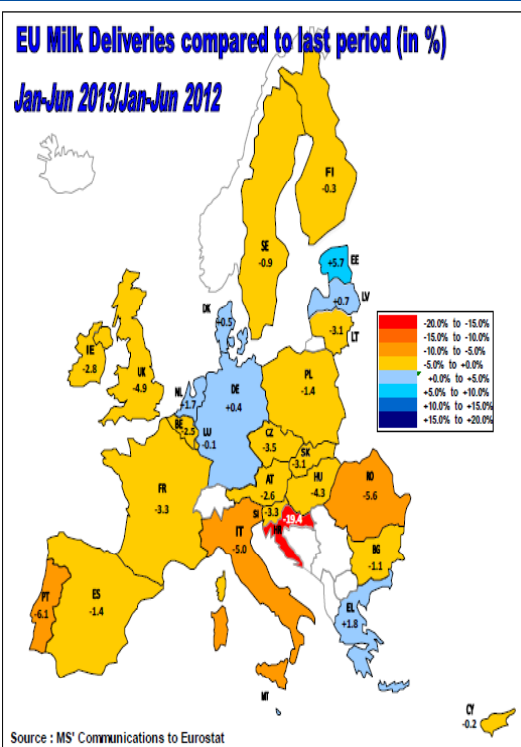 EU Milk Deliveries compared to last period (in %)
Jan-Jun 2013/Jan-Jun 2012
FI
-0.3
SE
-0.9
+5.7 EE
LV
+0.7
DK
+0.5
-3.1
LT
-20.0% to -15.0%
-15.0% to -10.0%
-10.0% to -5.0%
-5.0% to +0.0%
+0.0% to +5.0%
+5.0% to +10.0%
+10.0% to +15.0%
+15.0% to +20.0%
IE
-2.8
UK
-4.9
NL
+1.7
DE
+0.4
PL
-1.4
BE
-2.5
LU
-0.1
CZ
-3.5
SK
-3.1
FR
-3.3
AT
-2.6
HU
-4.3
RO
-5.6
SI
-3.3
-19.4
HR
IT
-5.0
BG
-1.1
PT
-6.1
ES
-1.4
EL
+1.8
MT
CY
-0.2
Source : MS' Communications to Eurostat